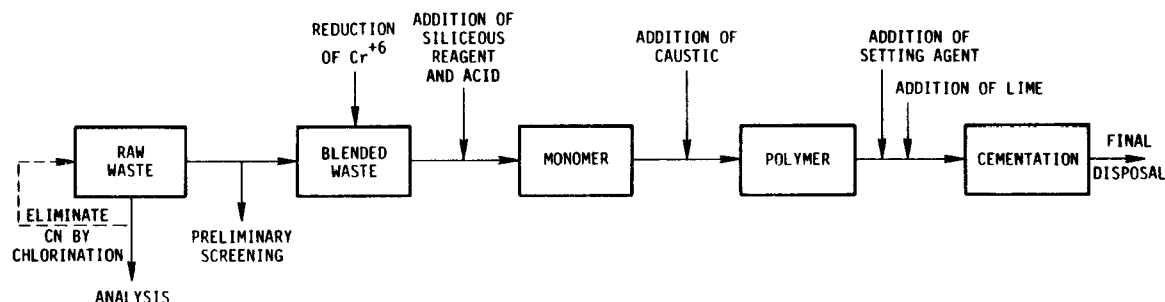 REDUCTION
OF Cr+6
ADDITION OF
SILICEOUS
REAGENT
AND ACID
ADDITION OF
CAUSTIC
ADDITION OF
SETTING AGENT
ADDITION OF LIME
RAW
WASTE
BLENDED
WASTE
MONOMER
POLYMER
CEMENTATION
FINAL
DISPOSAL
ELIMINATE
CN BY
CHLORINATION
PRELIMINARY
SCREENING
ANALYSIS